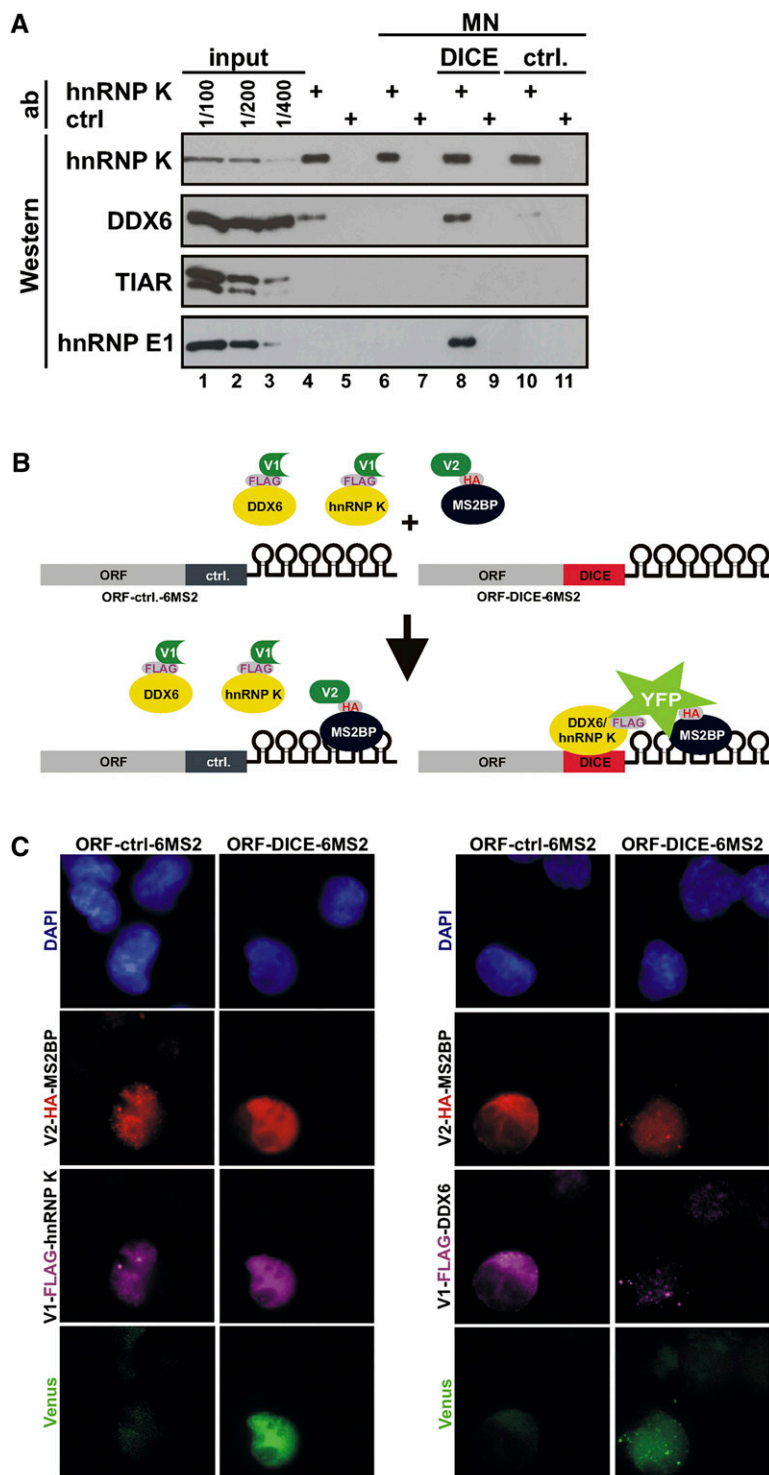 A
MN
input DICE ctrl.
ab
hnRNP K 1/100 1/200 1/400 + + + +
ctrl + + + +
Western
hnRNP K
DDX6
TIAR
hnRNP E1
1 2 3 4 5 6 7 8 9 10 11
B
V1 V1 V2
FLAG FLAG HA
DDX6 hnRNP K MS2BP
+
ORF ctrl. ORF DICE
ORF-ctrl.-6MS2 ORF-DICE-6MS2
V1 V1
FLAG FLAG
DDX6 hnRNP K
V2
HA
MS2BP
ORF ctrl.
YFP
DDX6/
hnRNP K
FLAG HA
MS2BP
ORF DICE
C
ORF-ctrl-6MS2 ORF-DICE-6MS2 ORF-ctrl-6MS2 ORF-DICE-6MS2
DAPI DAPI
V2-HA-MS2BP V2-HA-MS2BP
V1-FLAG-hnRNP K V1-FLAG-DDX6
Venus Venus